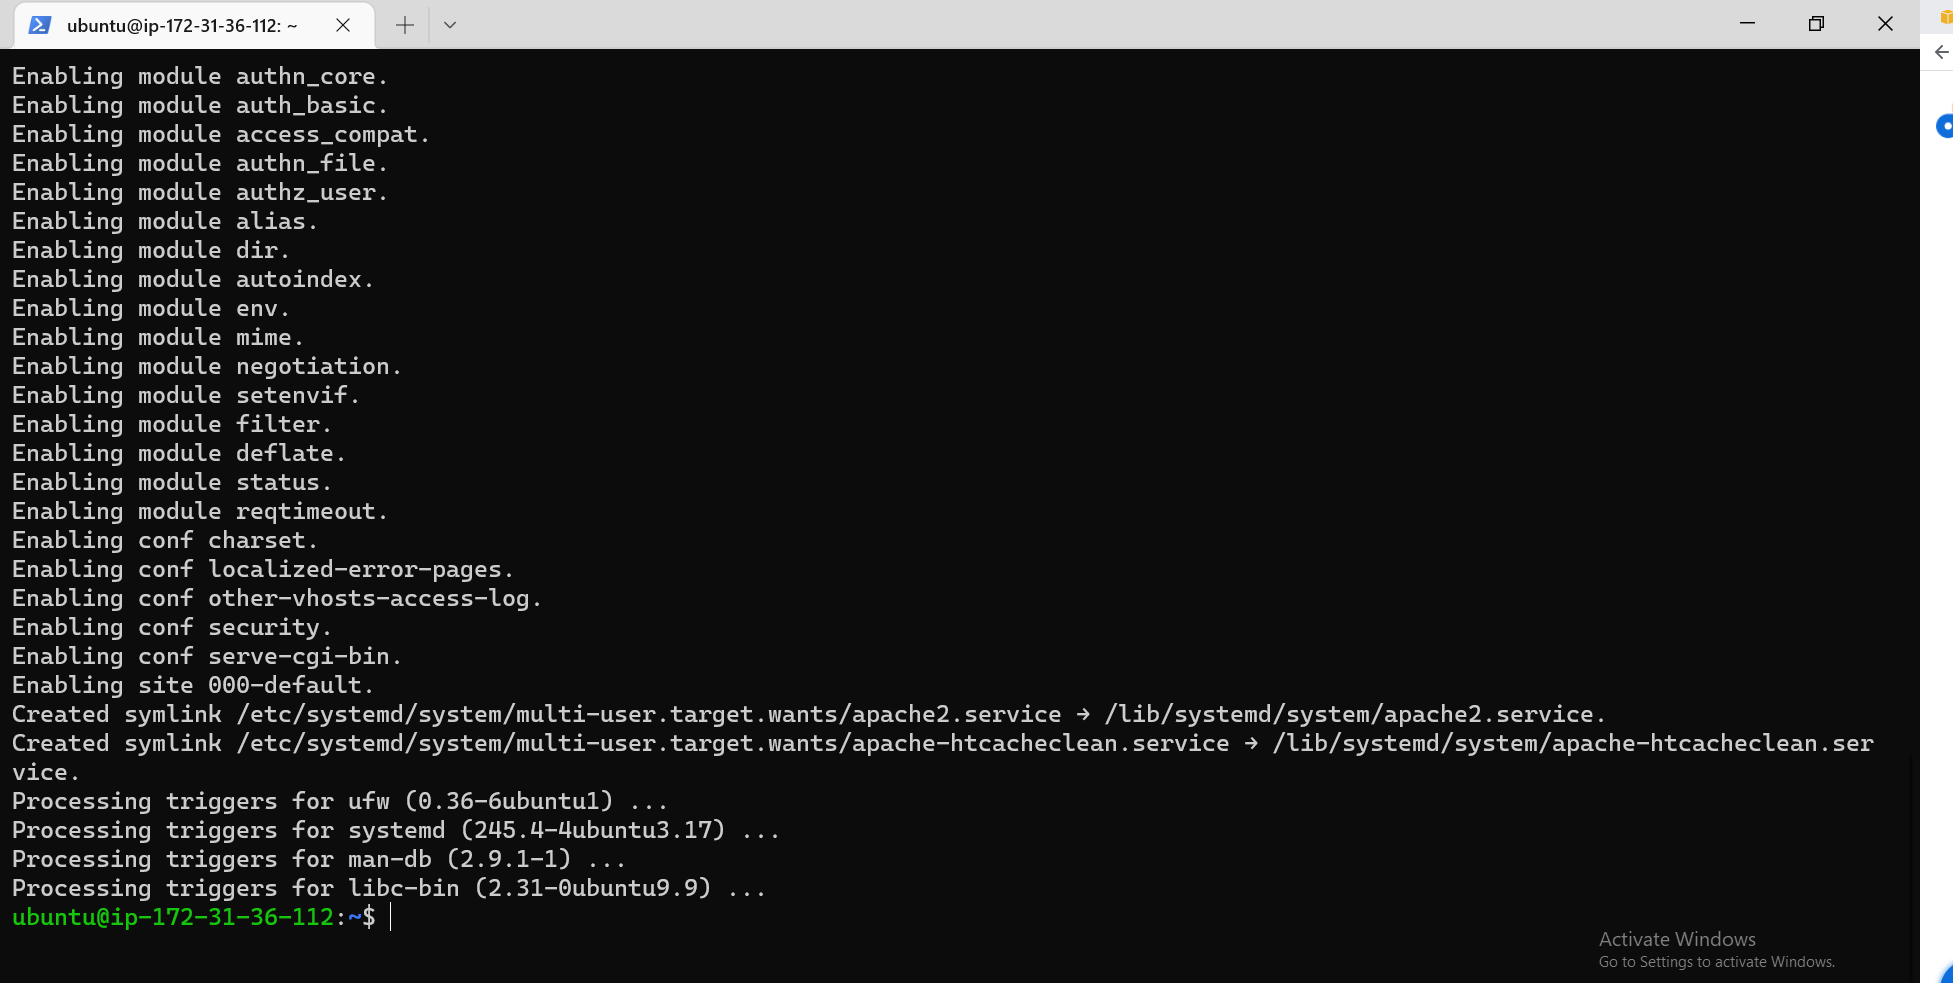 ubuntu@ip-172-31-36-112: ~
Enabling module authn_core.
Enabling module auth_basic.
Enabling module access_compat.
Enabling module authn_file.
Enabling module authz_user.
Enabling module alias.
Enabling module dir.
Enabling module autoindex.
Enabling module env.
Enabling module mime.
Enabling module negotiation.
Enabling module setenvif.
Enabling module filter.
Enabling module deflate.
Enabling module status.
Enabling module reqtimeout.
Enabling conf charset.
Enabling conf localized-error-pages.
Enabling conf other-vhosts-access-log.
Enabling conf security.
Enabling conf serve-cgi-bin.
Enabling site 000-default.
Created symlink /etc/systemd/system/multi-user.target.wants/apache2.service → /lib/systemd/system/apache2.service.
Created symlink /etc/systemd/system/multi-user.target.wants/apache-htcacheclean.service → /lib/systemd/system/apache-htcacheclean.ser
vice.
Processing triggers for ufw (0.36-6ubuntu1) ...
Processing triggers for systemd (245.4-4ubuntu3.17) ...
Processing triggers for man-db (2.9.1-1) ...
Processing triggers for libc-bin (2.31-0ubuntu9.9) ...
ubuntu@ip-172-31-36-112:~$
Activate Windows
Go to Settings to activate Windows.